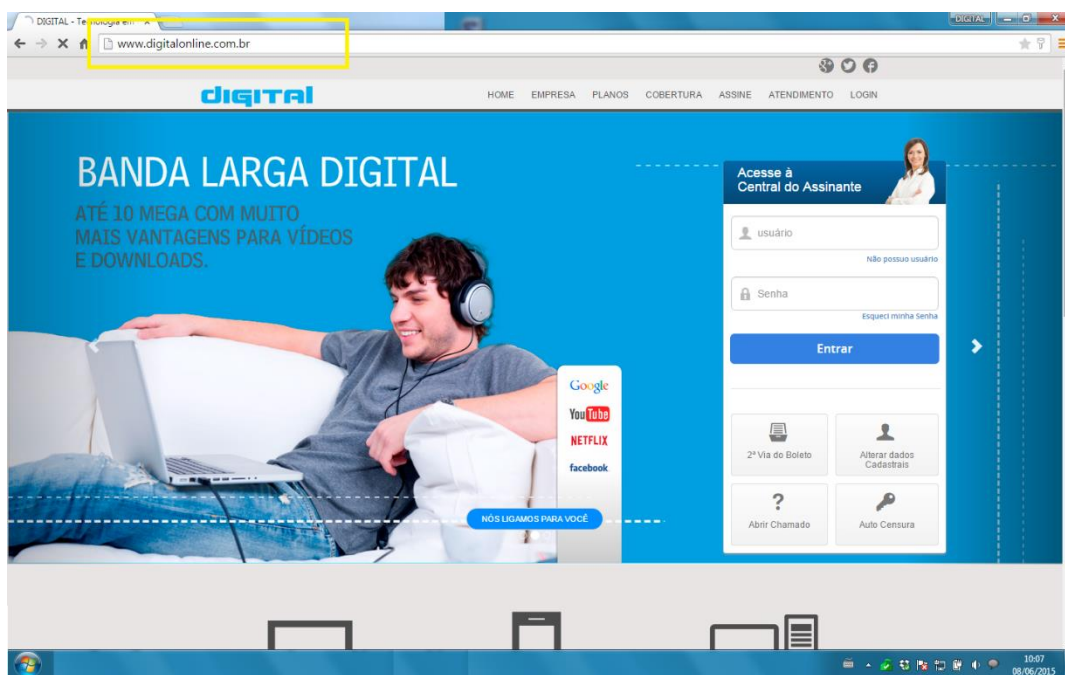 DIGITAL - Tecnologia em
DIGITAL
www.digitalonline.com.br
digital
HOME EMPRESA PLANOS COBERTURA ASSINE ATENDIMENTO LOGIN
BANDA LARGA DIGITAL
ATÉ 10 MEGA COM MUITO
MAIS VANTAGENS PARA VÍDEOS
E DOWNLOADS.
Google
YouTube
NETFLIX
facebook
NÓS LIGAMOS PARA VOCÊ
Acesse à
Central do Assinante
usuário
Não possuo usuário
Senha
Esqueci minha Senha
Entrar
2ª Via do Boleto
Alterar dados
Cadastrais
Abrir Chamado
Auto Censura
10:07
08/06/2015